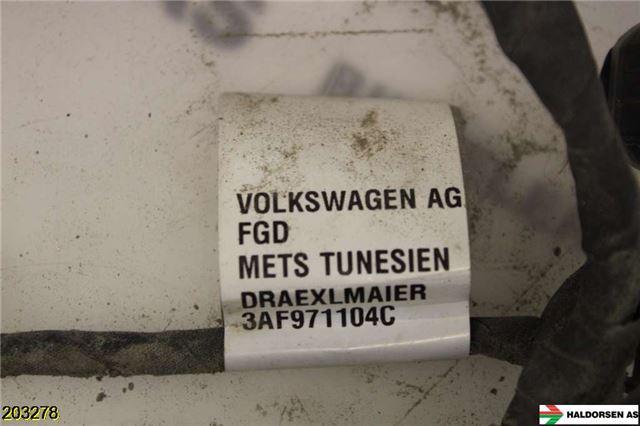 VOLKSWAGEN AG
FGD
METS TUNESIEN
DRAEXLMAIER
3AF971104C
203278
HALDORSEN AS